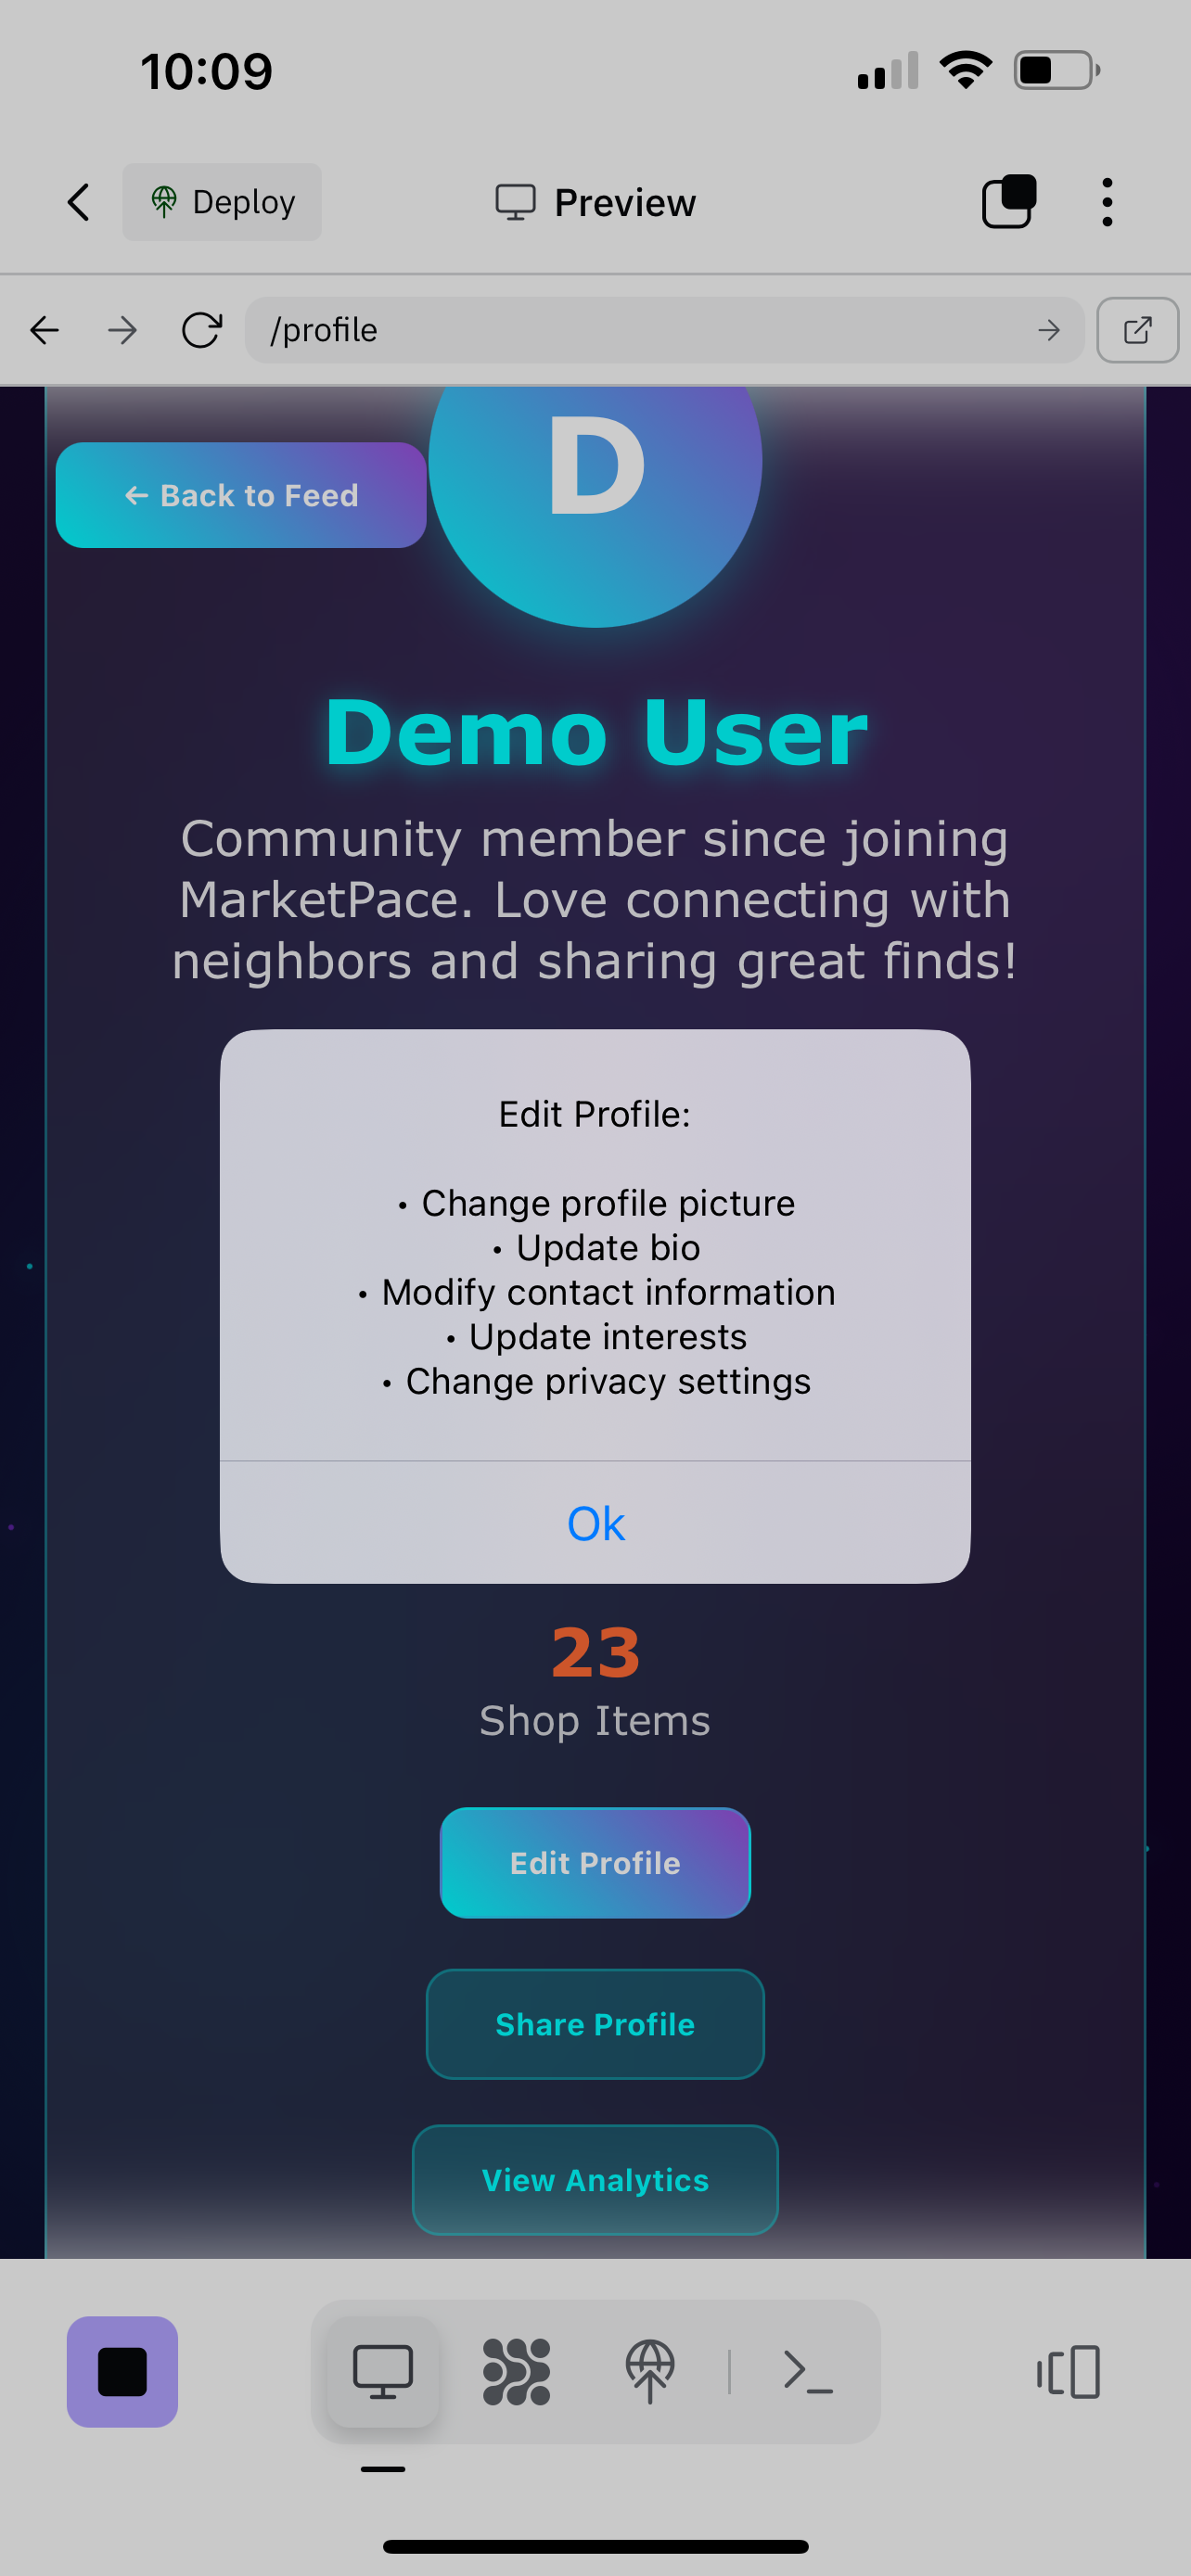 10:09
Deploy
Preview
/profile
← Back to Feed
D
Demo User
Community member since joining
MarketPace. Love connecting with
neighbors and sharing great finds!
Edit Profile:
• Change profile picture
• Update bio
• Modify contact information
• Update interests
• Change privacy settings
Ok
23
Shop Items
Edit Profile
Share Profile
View Analytics